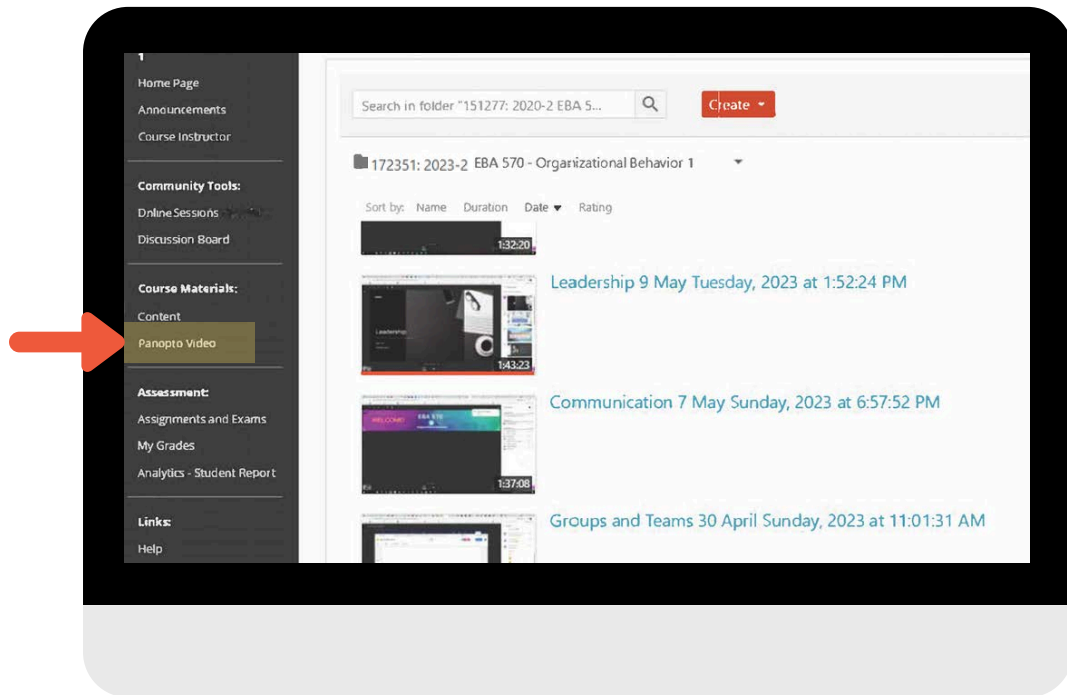 1
Home Page
Announcements
Course Instructor
Community Tools:
Online Sessions
Discussion Board
Course Materials:
Content
Panopto Video
Assessment:
Assignments and Exams
My Grades
Analytics - Student Report
Links:
Help
Search in folder "151277: 2020-2 EBA 5...
Create
172351: 2023-2 EBA 570 - Organizational Behavior 1
Sort by: Name Duration Date Rating
1:32:20
Leadership 9 May Tuesday, 2023 at 1:52:24 PM
Leadership
1:43:23
Communication 7 May Sunday, 2023 at 6:57:52 PM
WELCOME!
EBA 570
1:37:08
Groups and Teams 30 April Sunday, 2023 at 11:01:31 AM